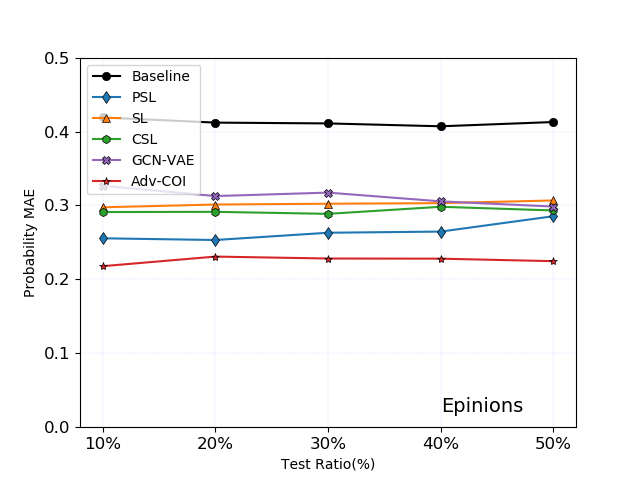 0.5
0.4
0.3
0.2
0.1
0.0
Probability MAE
Baseline
PSL
SL
CSL
GCN-VAE
Adv-COI
Epinions
10% 20% 30% 40% 50%
Test Ratio(%)